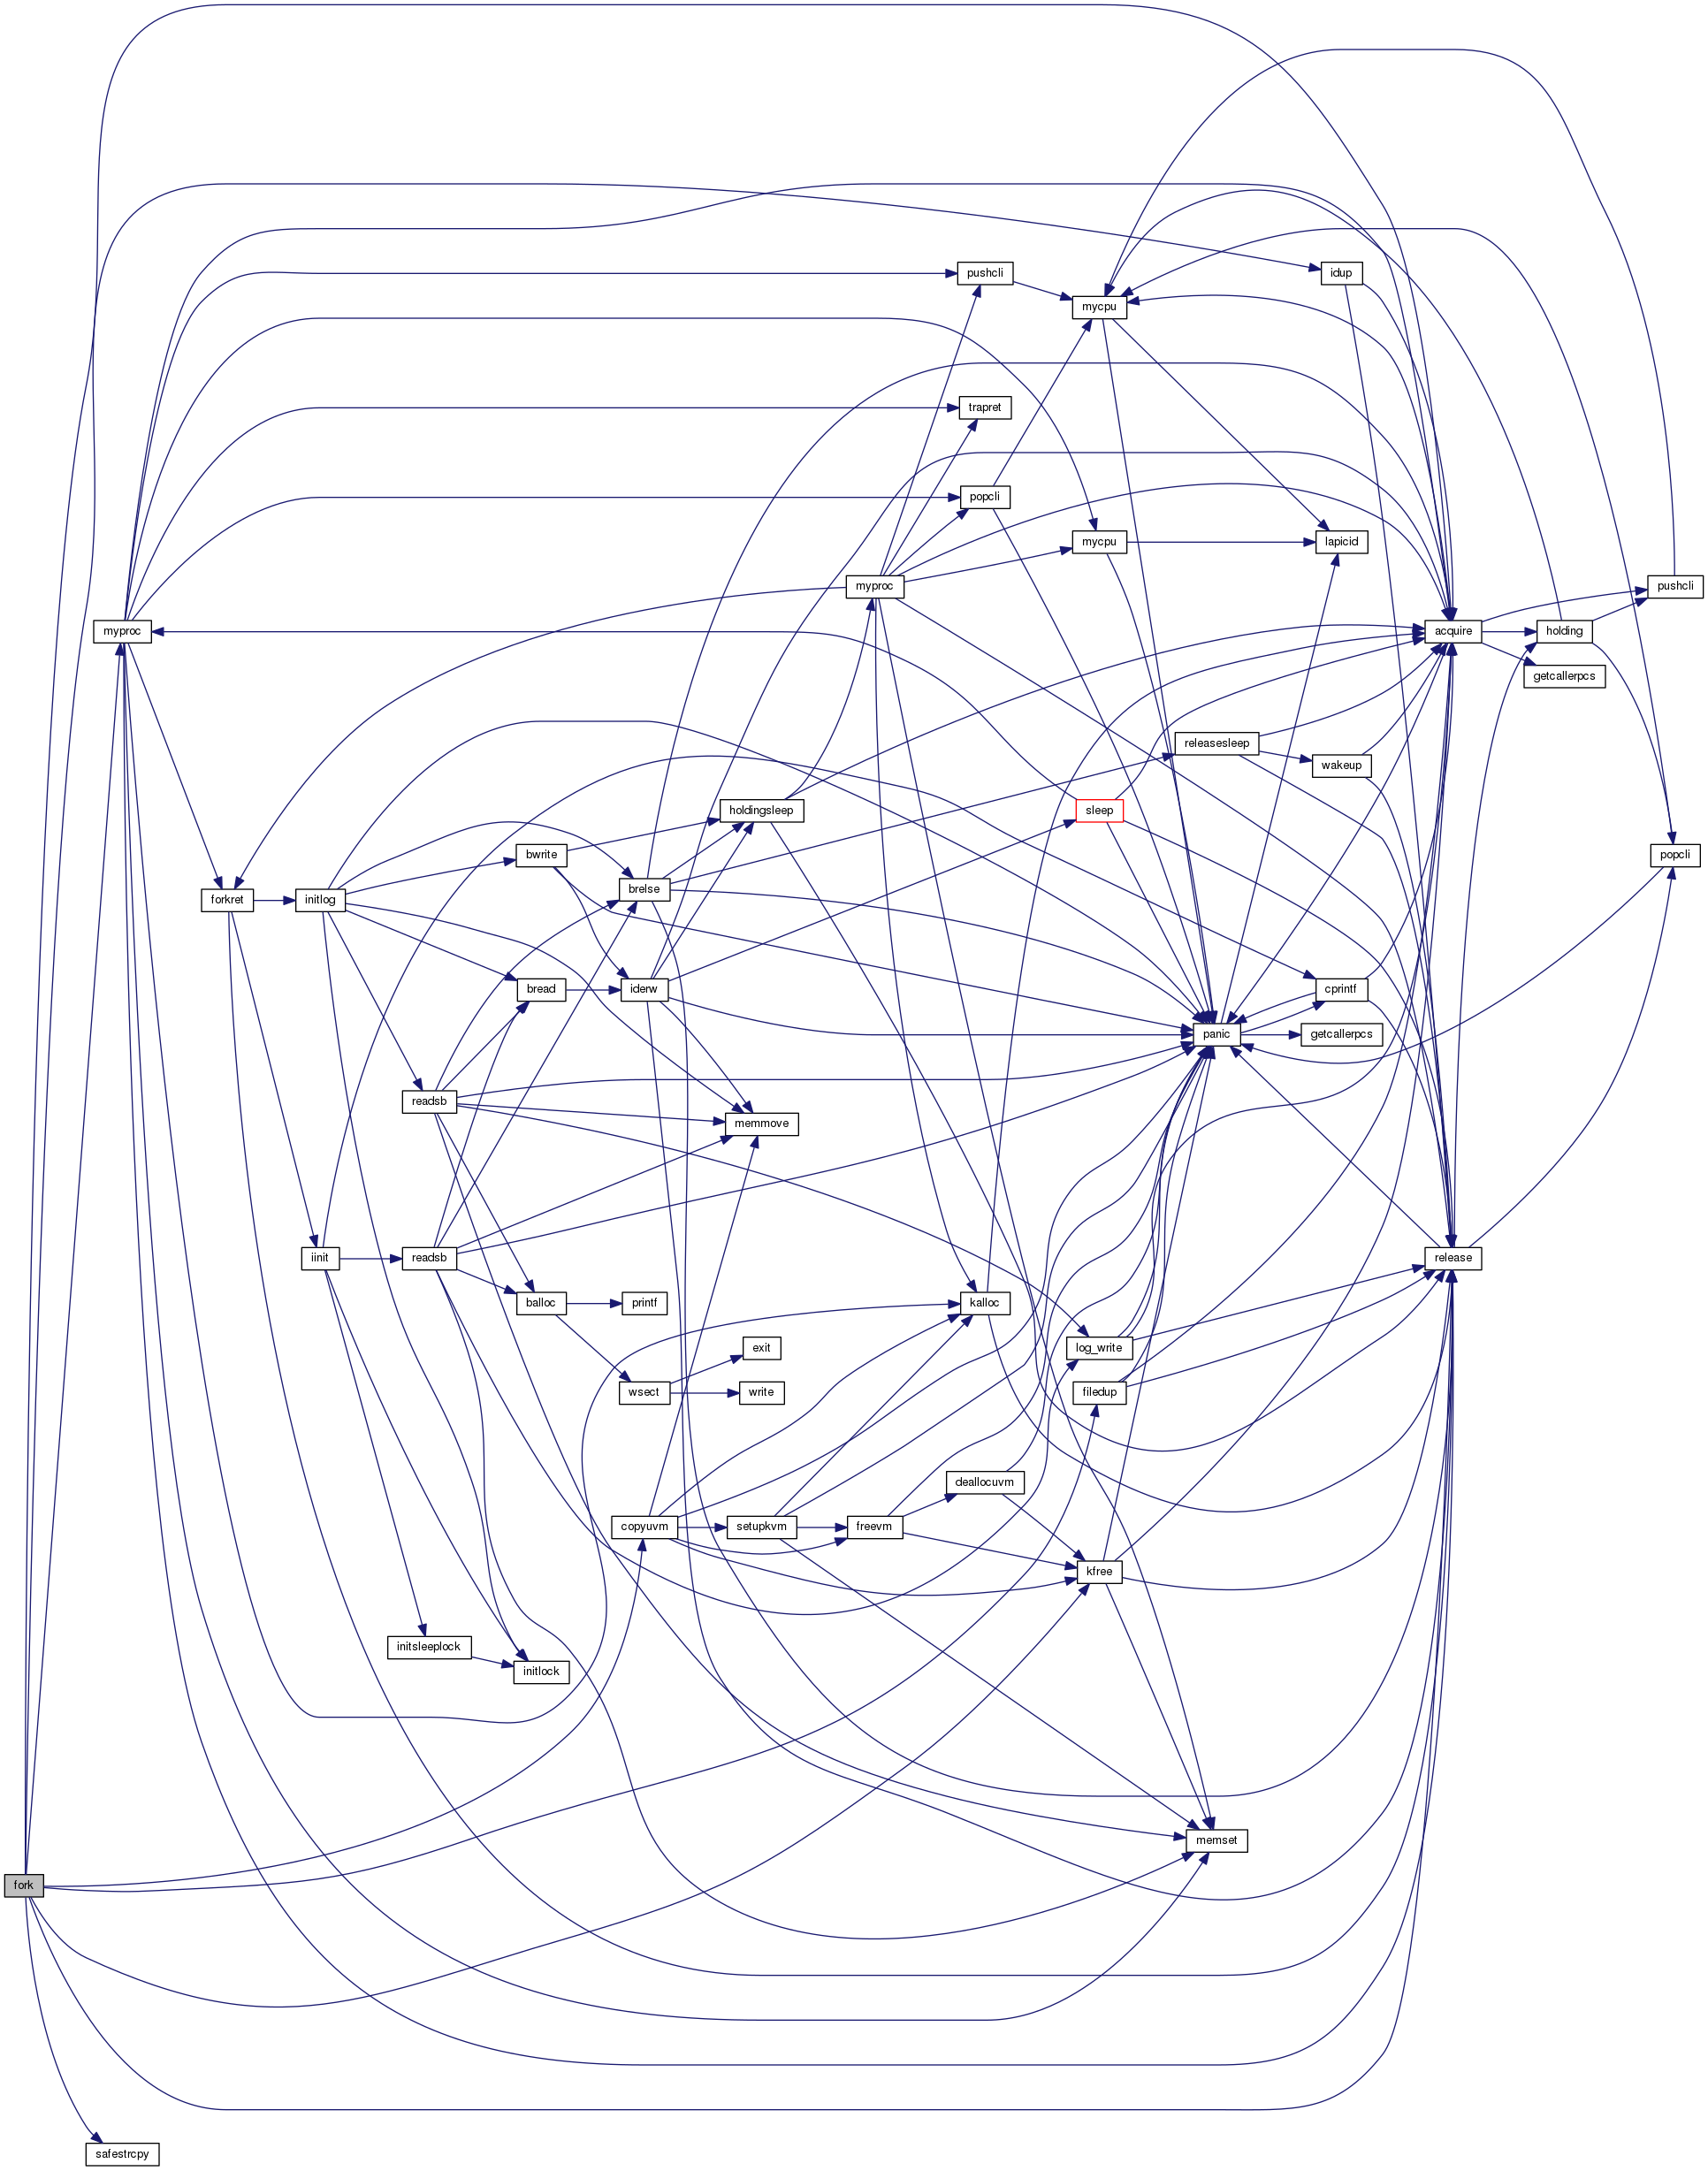 idup
pushcli
mycpu
trapret
popcli
mycpu
lapicid
myproc
pushcli
myproc
acquire
holding
getcallerpcs
releasesleep
wakeup
holdingsleep
sleep
bwrite
popcli
brelse
forkret
initlog
bread
iderw
cprintf
panic
getcallerpcs
readsb
memmove
iinit
readsb
release
balloc
printf
kalloc
exit
log_write
wsect
write
filedup
deallocuvm
copyuvm
setupkvm
freevm
kfree
initsleeplock
initlock
memset
fork
safestrcpy